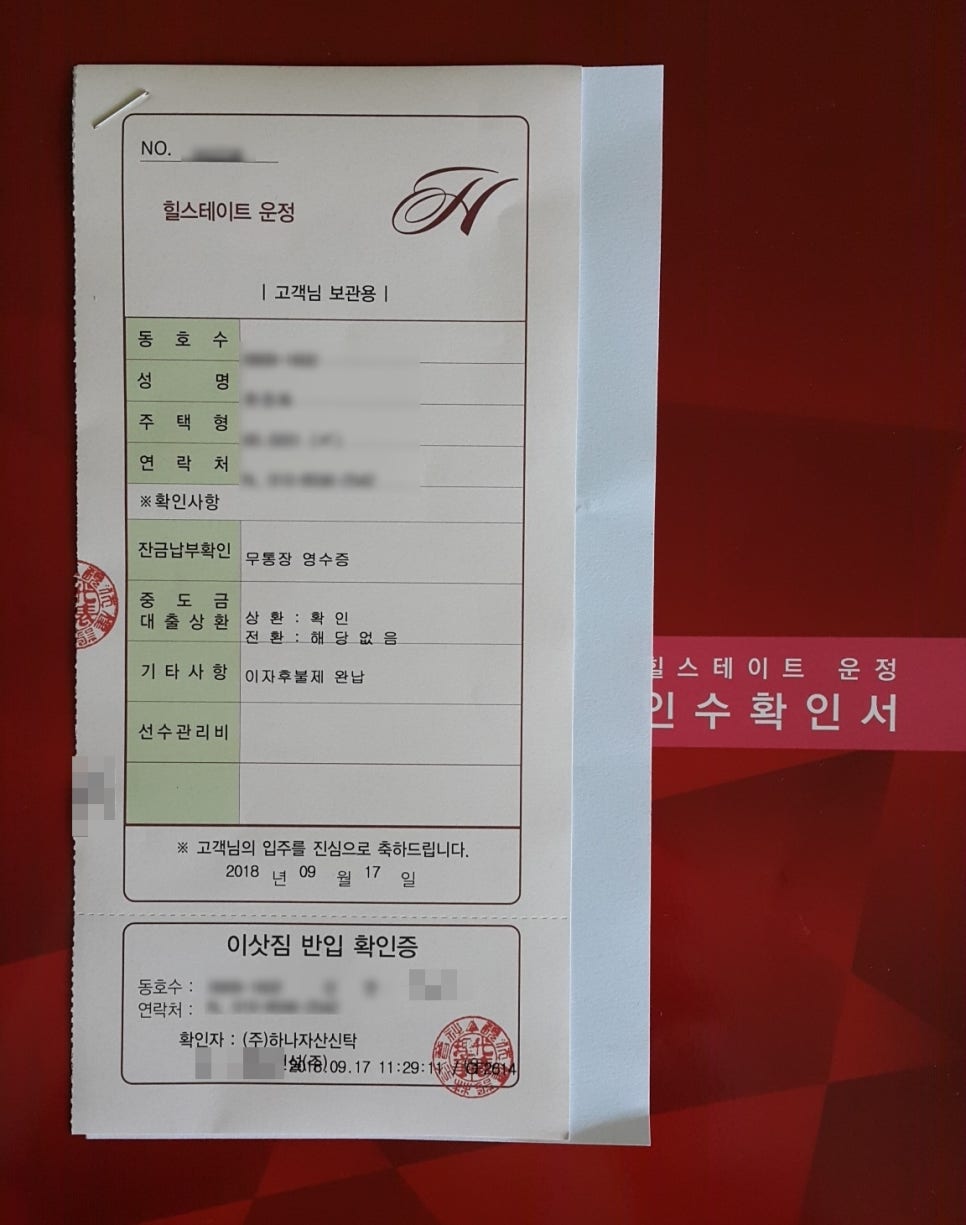 NO.
힐스테이트 운정
H
| 고객님 보관용 |
동 호 수
성 명
주 택 형
연 락 처
※확인사항
잔금납부확인 무통장 영수증
중 도 금
대 출 상 환 상 환 : 확 인
전 환 : 해 당 없 음
기 타 사 항 이자후불제 완납
선수관리비
※ 고객님의 입주를 진심으로 축하드립니다.
2018 년 09 월 17 일
이삿짐 반입 확인증
동호수 :
연락처 :
확인자 : (주)하나자산신탁
2018.09.17 11:29:11
힐스테이트 운정
인수확인서